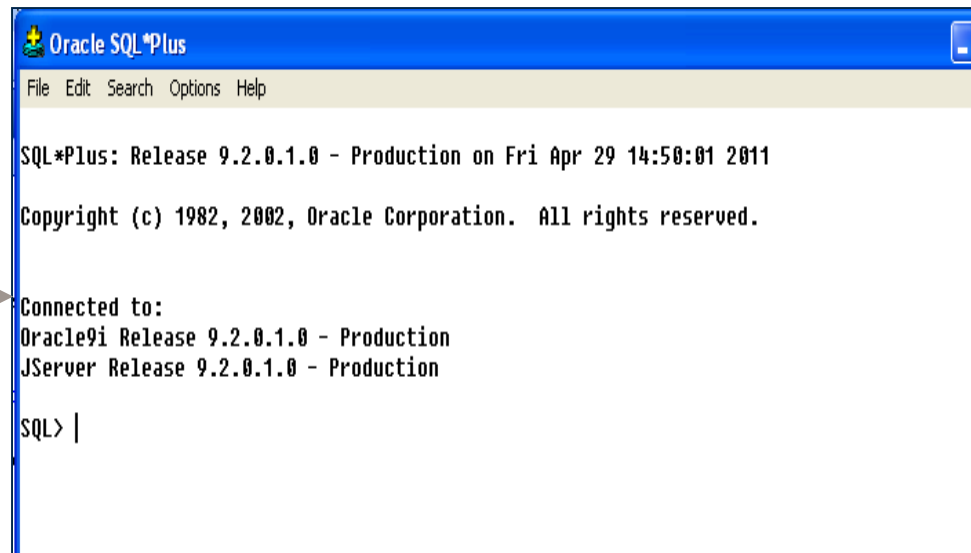 Oracle SQL*Plus
File Edit Search Options Help
SQL*Plus: Release 9.2.0.1.0 - Production on Fri Apr 29 14:50:01 2011
Copyright (c) 1982, 2002, Oracle Corporation.  All rights reserved.
Connected to:
Oracle9i Release 9.2.0.1.0 - Production
JServer Release 9.2.0.1.0 - Production
SQL>